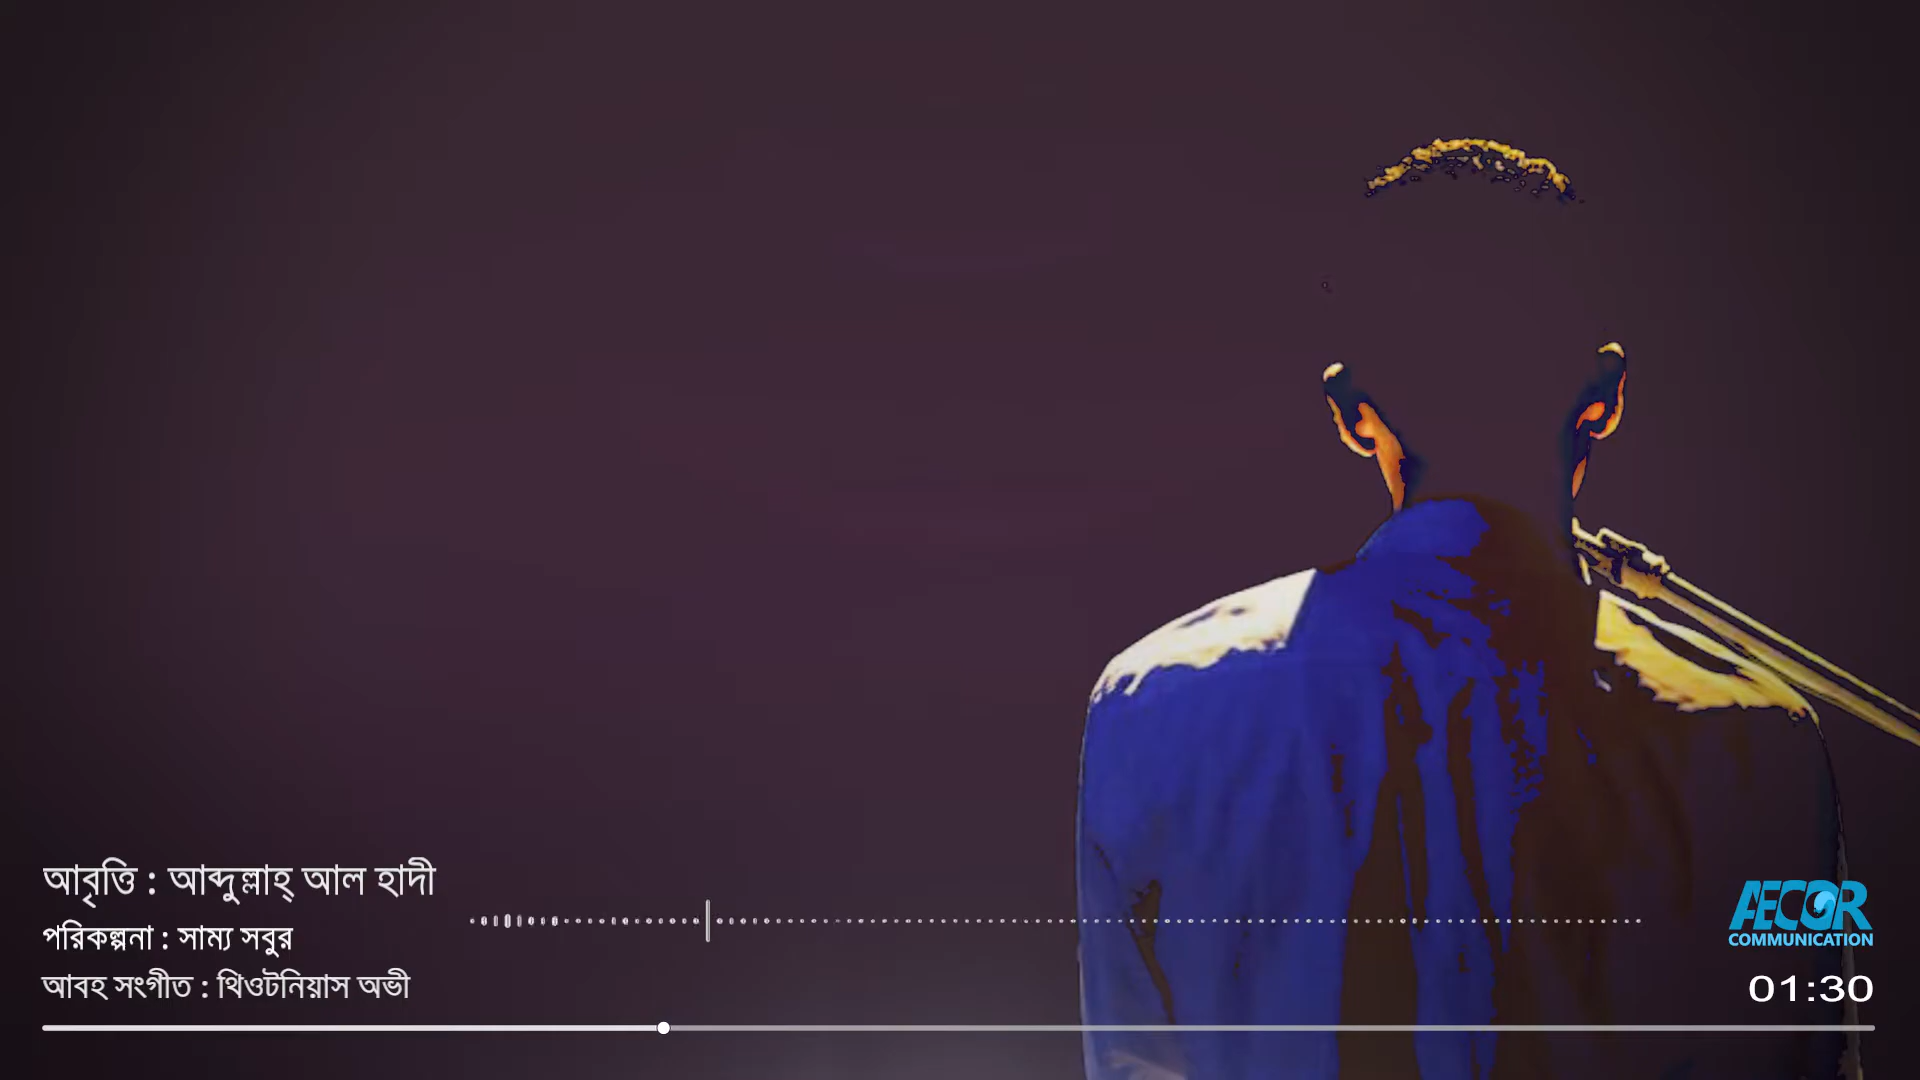 আবৃত্তি : আব্দুল্লাহ্ আল হাদী
পরিকল্পনা : সাম্য সবুর
আবহ সংগীত : থিওটনিয়াস অভী
AECOR
COMMUNICATION
01:30